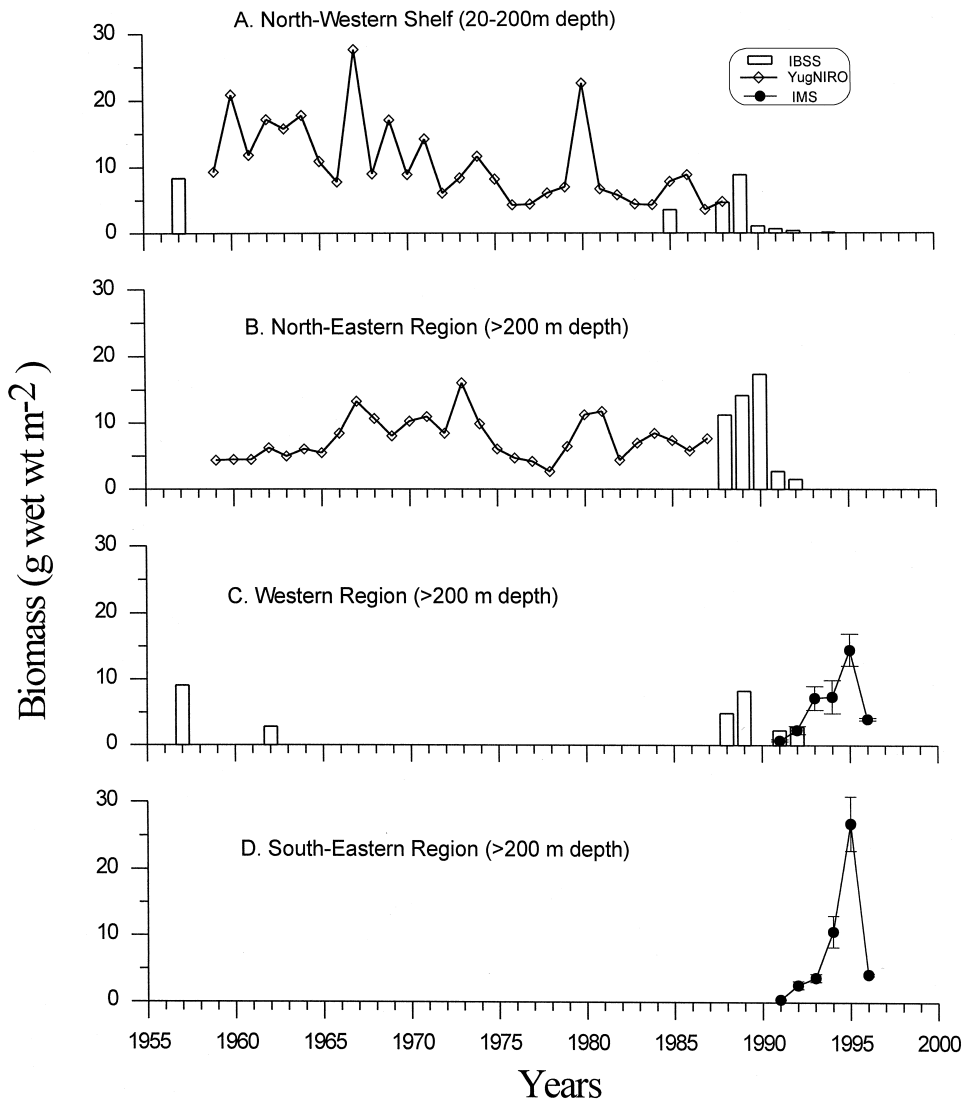 A. North-Western Shelf (20-200m depth)
30
20
10
0
IBSS
YugNIRO
IMS
B. North-Eastern Region (>200 m depth)
30
20
10
0
Biomass (g wet wt m-2 )
C. Western Region (>200 m depth)
30
20
10
0
D. South-Eastern Region (>200 m depth)
30
20
10
0
1955 1960 1965 1970 1975 1980 1985 1990 1995 2000
Years